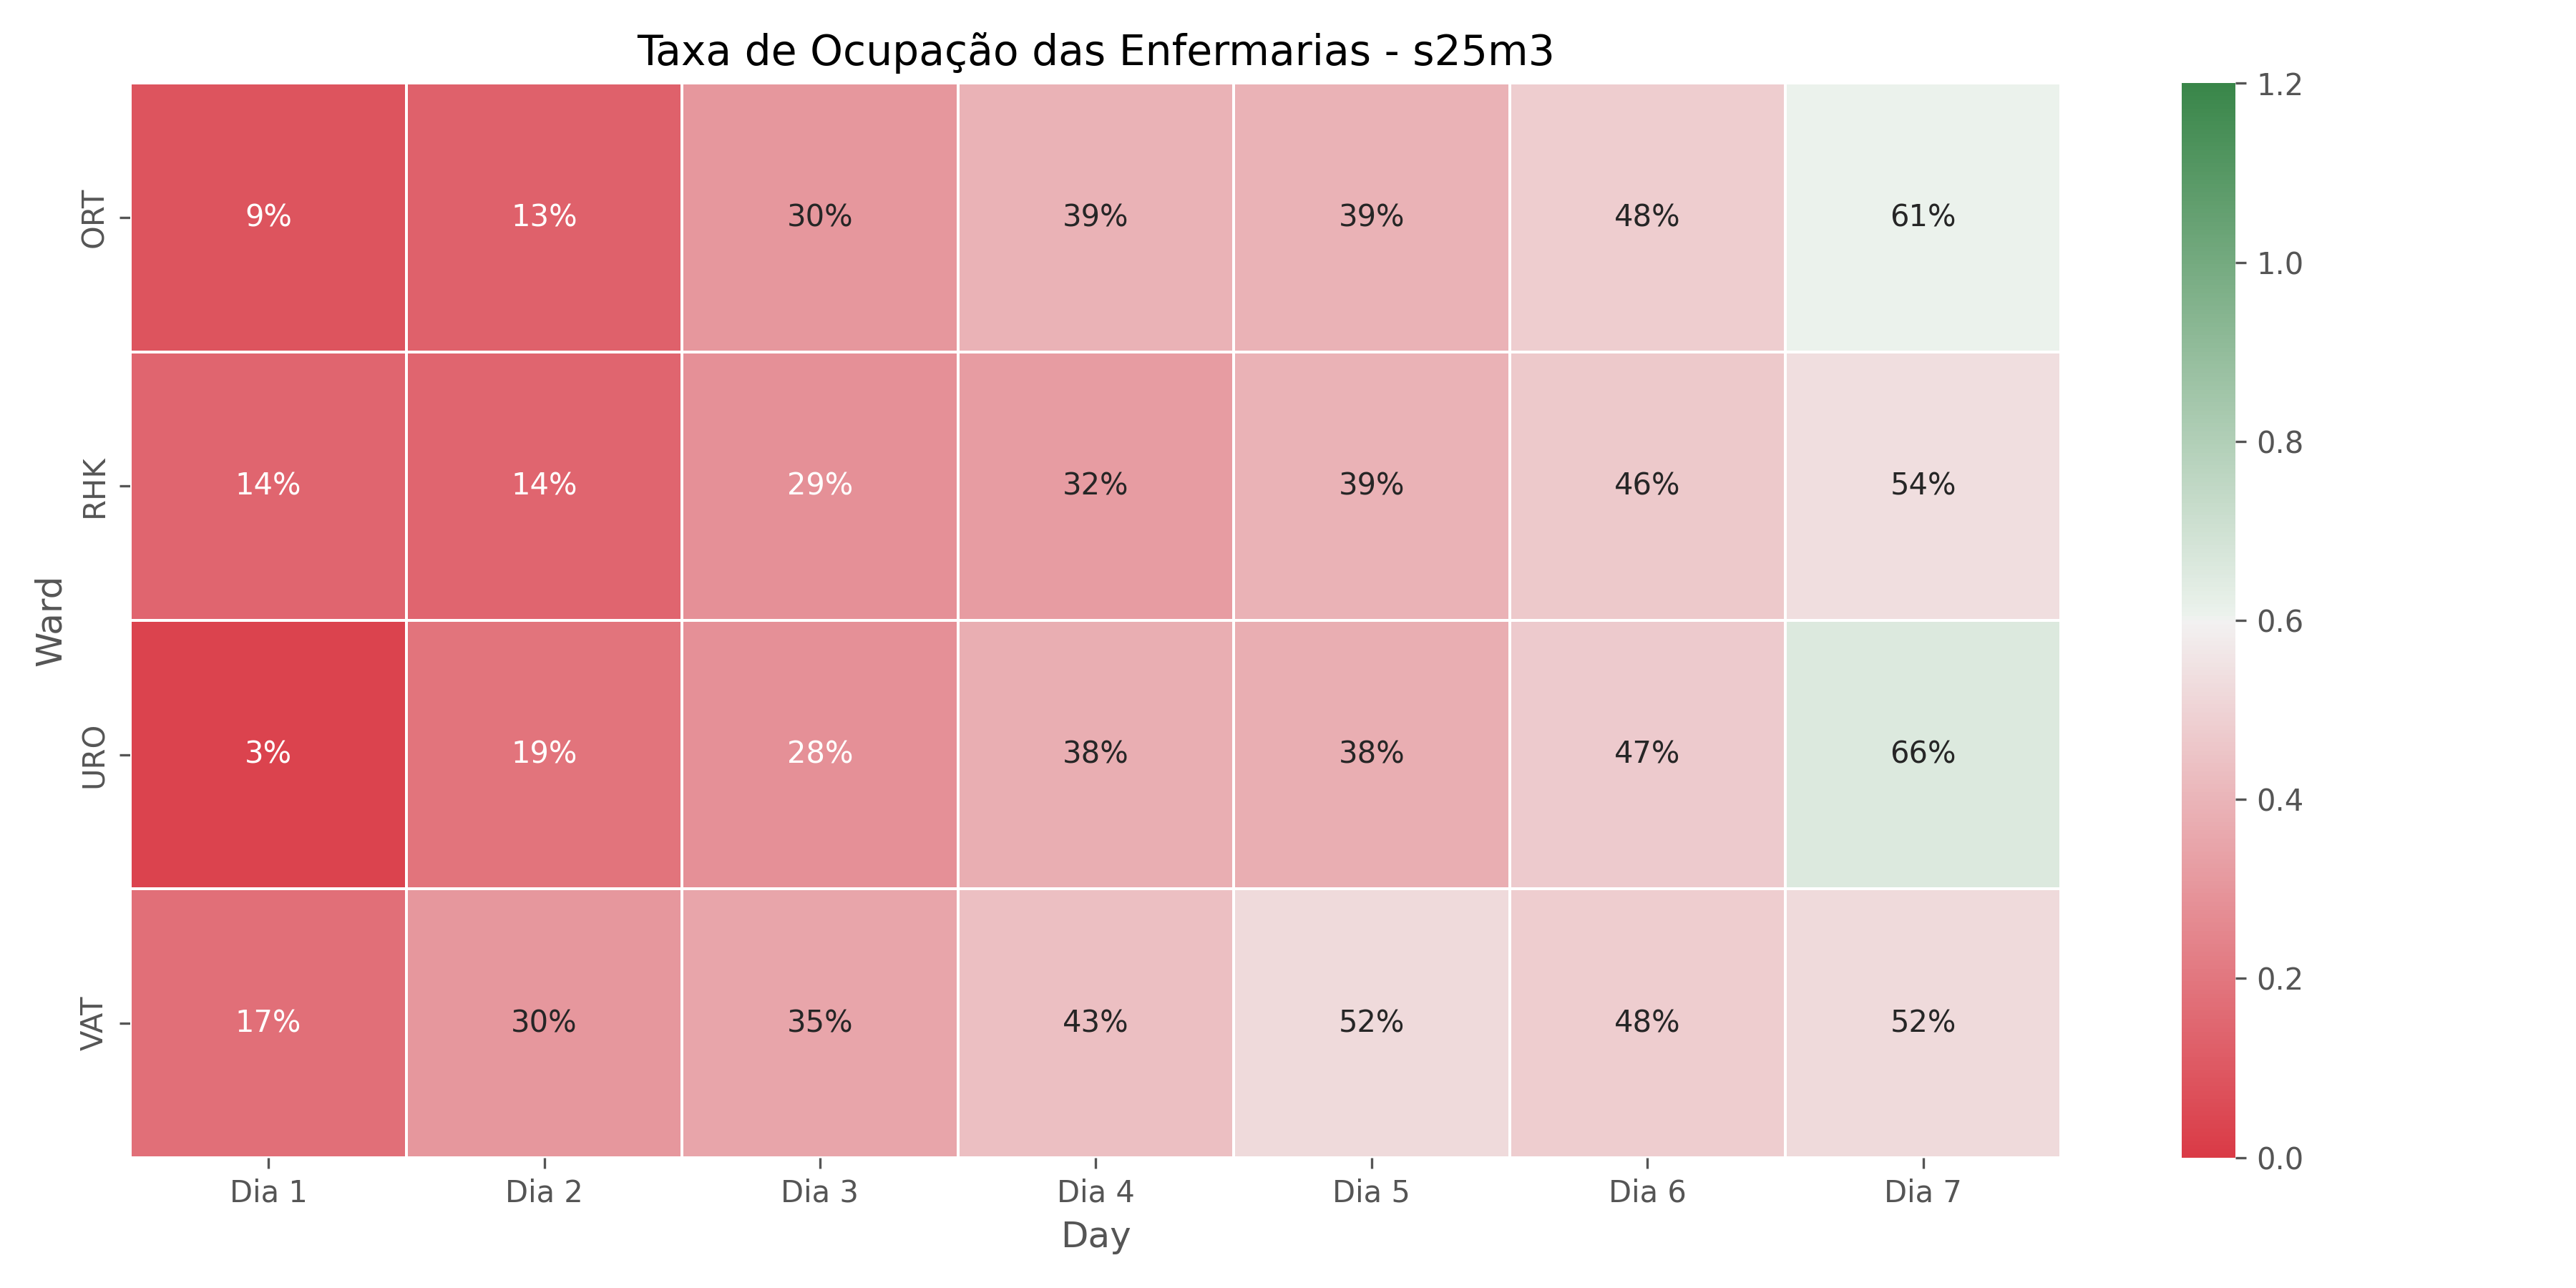 Taxa de Ocupação das Enfermarias - s25m3
Ward
ORT 9% 13% 30% 39% 39% 48% 61%
RHK 14% 14% 29% 32% 39% 46% 54%
URO 3% 19% 28% 38% 38% 47% 66%
VAT 17% 30% 35% 43% 52% 48% 52%
Dia 1 Dia 2 Dia 3 Dia 4 Dia 5 Dia 6 Dia 7
Day
1.2
1.0
0.8
0.6
0.4
0.2
0.0